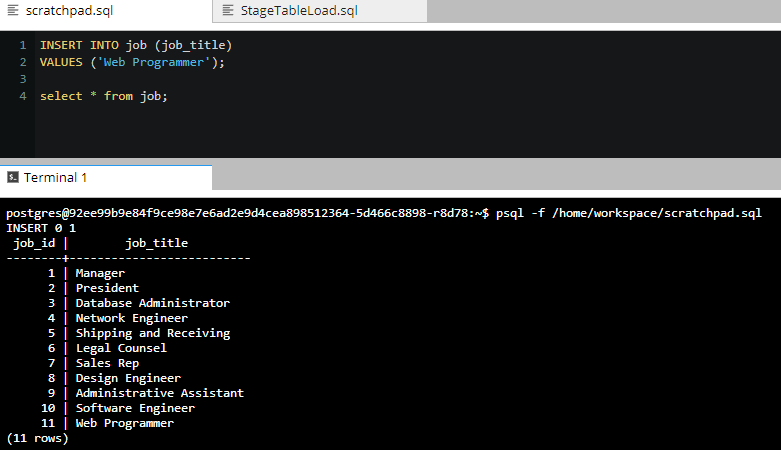 scratchpad.sql StageTableLoad.sql
1 INSERT INTO job (job_title)
2 VALUES ('Web Programmer');
3
4 select * from job;
Terminal 1
postgres@92ee99b9e84f9ce98e7e6ad2e9d4cea898512364-5d466c8898-r8d78:~$ psql -f /home/workspace/scratchpad.sql
INSERT 0 1
 job_id |        job_title
--------+--------------------------
      1 | Manager
      2 | President
      3 | Database Administrator
      4 | Network Engineer
      5 | Shipping and Receiving
      6 | Legal Counsel
      7 | Sales Rep
      8 | Design Engineer
      9 | Administrative Assistant
     10 | Software Engineer
     11 | Web Programmer
(11 rows)